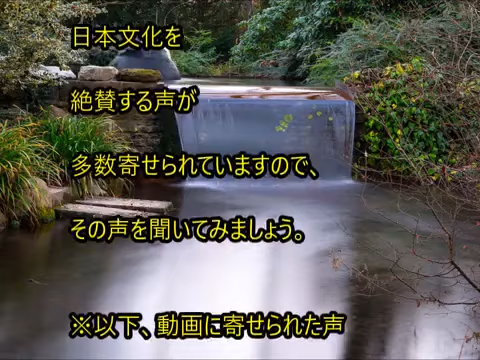 日本文化を
絶賛する声が
多数寄せられていますので、
その声を聞いてみましょう。
※以下、動画に寄せられた声